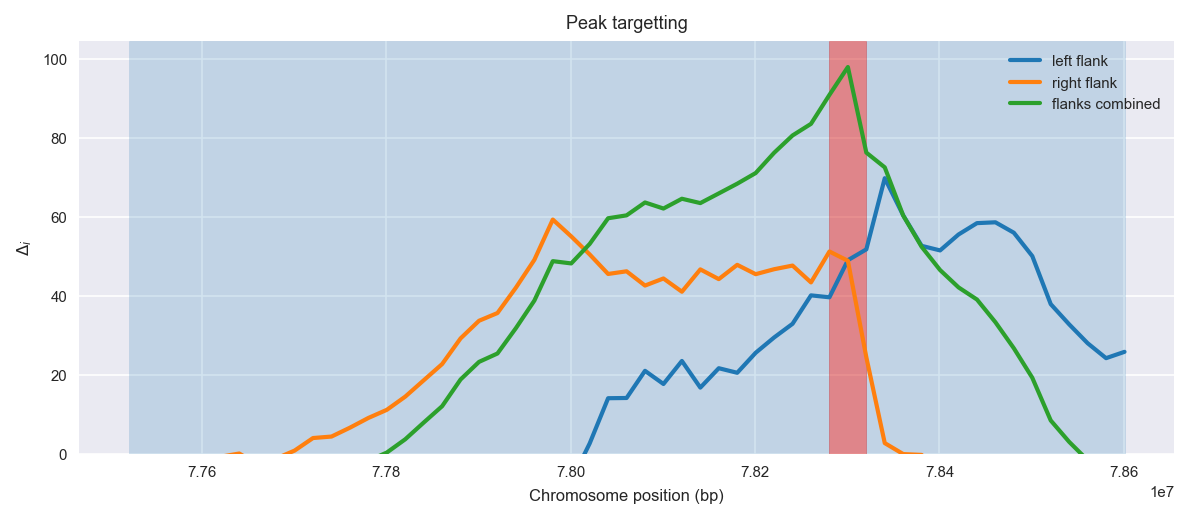 Peak targetting
100
80
60
40
20
0
Δi
left flank
right flank
flanks combined
7.76
7.78
7.80
7.82
7.84
7.86
1e7
Chromosome position (bp)